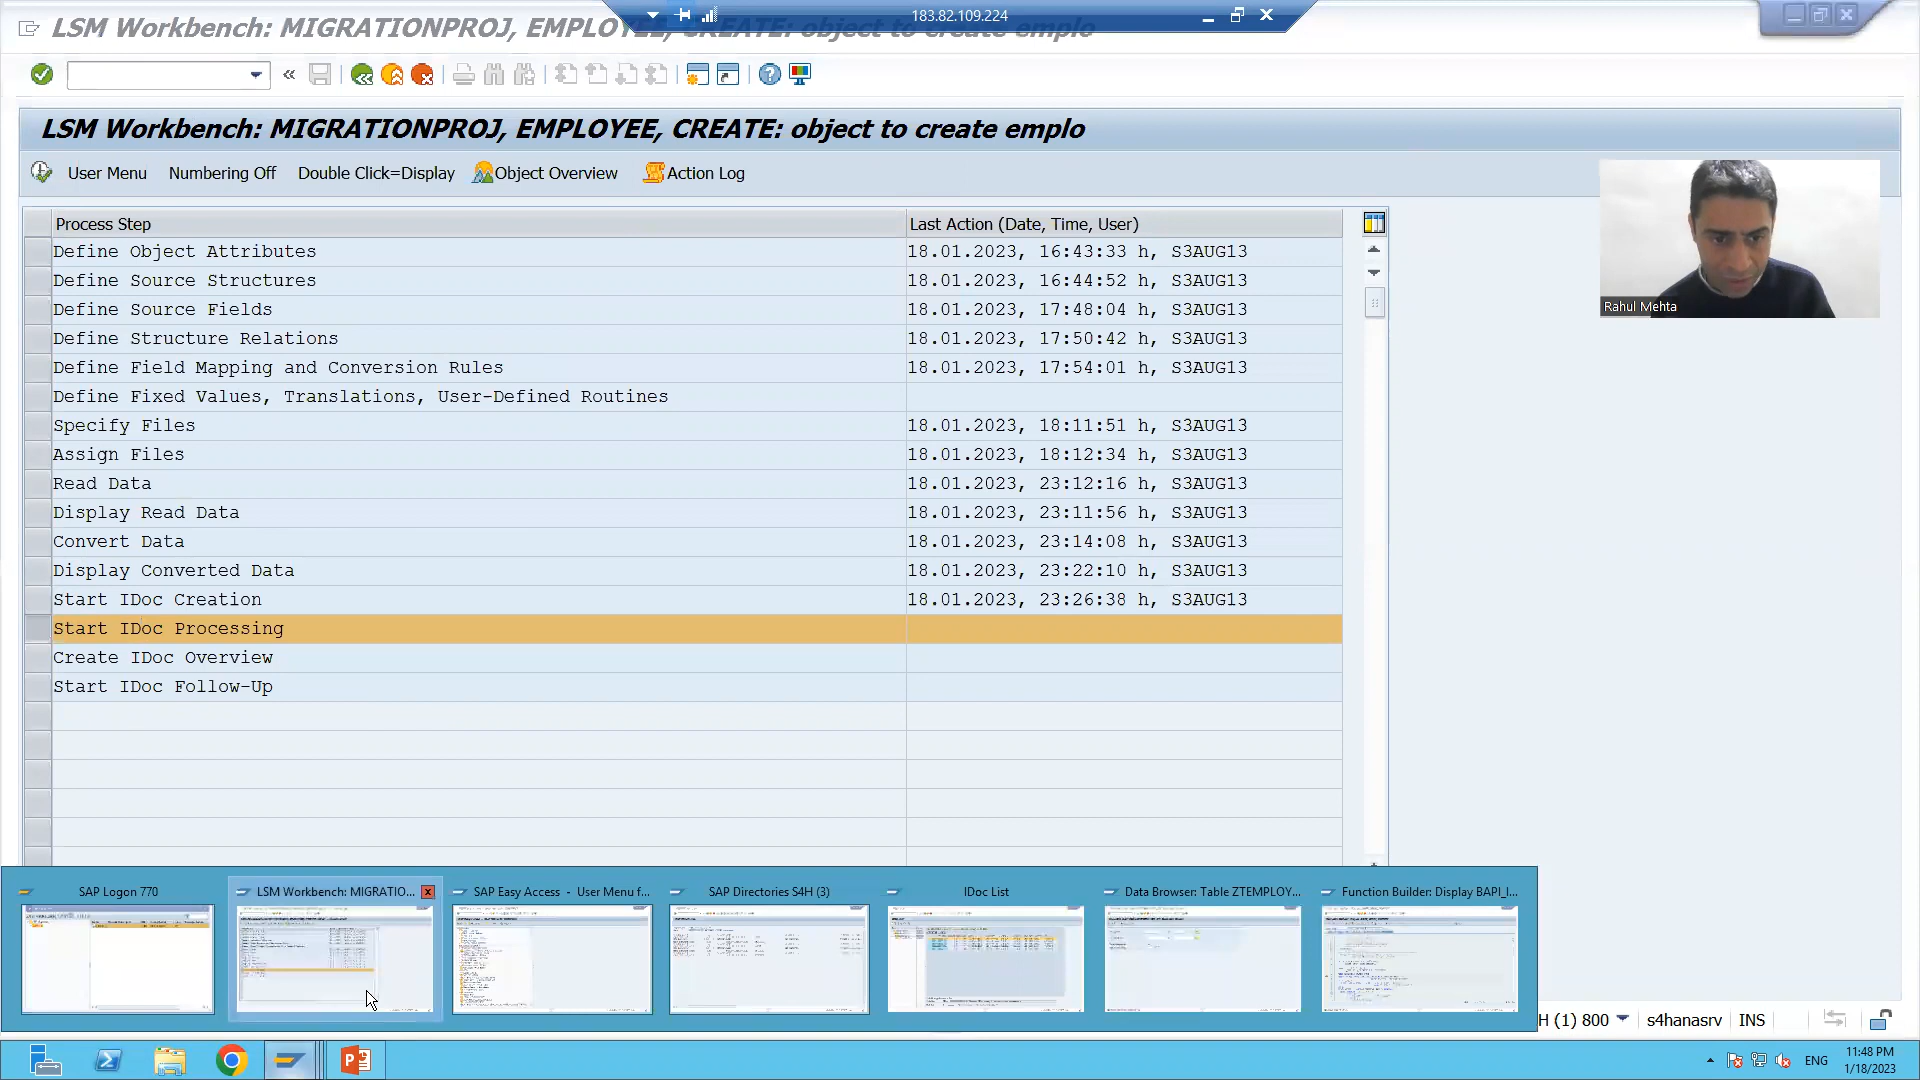 LSM Workbench: MIGRATIONPROJ, EMPLOYEE, CREATE: object to create emplo
183.82.109.224
LSM Workbench: MIGRATIONPROJ, EMPLOYEE, CREATE: object to create emplo
User Menu Numbering Off Double Click=Display Object Overview Action Log
Rahul Mehta
Process Step Last Action (Date, Time, User)
Define Object Attributes 18.01.2023, 16:43:33 h, S3AUG13
Define Source Structures 18.01.2023, 16:44:52 h, S3AUG13
Define Source Fields 18.01.2023, 17:48:04 h, S3AUG13
Define Structure Relations 18.01.2023, 17:50:42 h, S3AUG13
Define Field Mapping and Conversion Rules 18.01.2023, 17:54:01 h, S3AUG13
Define Fixed Values, Translations, User-Defined Routines
Specify Files 18.01.2023, 18:11:51 h, S3AUG13
Assign Files 18.01.2023, 18:12:34 h, S3AUG13
Read Data 18.01.2023, 23:12:16 h, S3AUG13
Display Read Data 18.01.2023, 23:11:56 h, S3AUG13
Convert Data 18.01.2023, 23:14:08 h, S3AUG13
Display Converted Data 18.01.2023, 23:22:10 h, S3AUG13
Start IDoc Creation 18.01.2023, 23:26:38 h, S3AUG13
Start IDoc Processing
Create IDoc Overview
Start IDoc Follow-Up
SAP Logon 770 LSM Workbench: MIGRATIO... SAP Easy Access - User Menu f... SAP Directories S4H (3) IDoc List Data Browser: Table ZTEMPLOY... Function Builder: Display BAPI_I...
H (1) 800 s4hanasrv INS
ENG
11:48 PM
1/18/2023